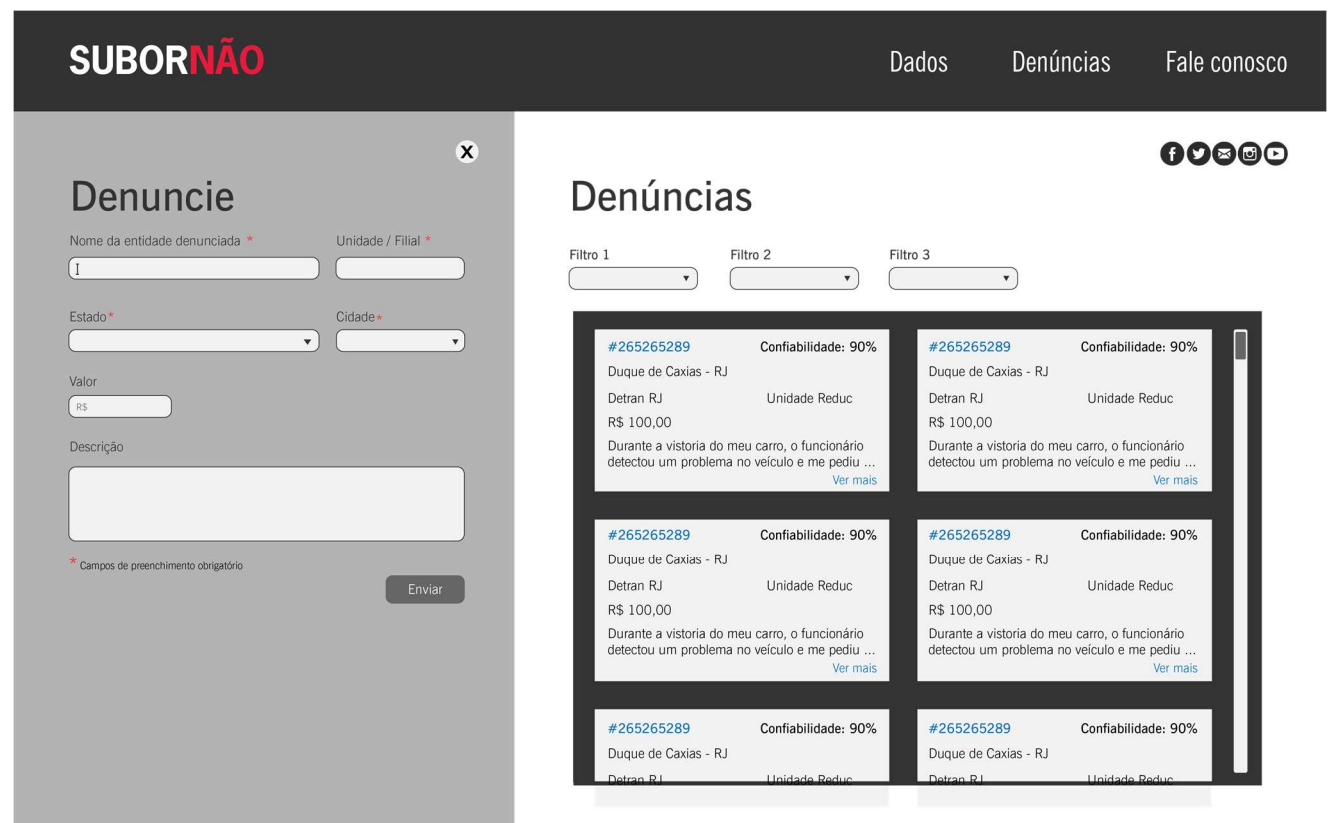 SUBORNÃO
Dados Denúncias Fale conosco
X
Denuncie
Nome da entidade denunciada * Unidade / Filial *
Estado* Cidade*
Valor
R$
Descrição
* Campos de preenchimento obrigatório
Enviar
Denúncias
Filtro 1 Filtro 2 Filtro 3
#265265289 Confiabilidade: 90%
Duque de Caxias - RJ
Detran RJ Unidade Reduc
R$ 100,00
Durante a vistoria do meu carro, o funcionário
detectou um problema no veículo e me pediu ...
Ver mais
#265265289 Confiabilidade: 90%
Duque de Caxias - RJ
Detran RJ Unidade Reduc
R$ 100,00
Durante a vistoria do meu carro, o funcionário
detectou um problema no veículo e me pediu ...
Ver mais
#265265289 Confiabilidade: 90%
Duque de Caxias - RJ
Detran RJ Unidade Reduc
R$ 100,00
Durante a vistoria do meu carro, o funcionário
detectou um problema no veículo e me pediu ...
Ver mais
#265265289 Confiabilidade: 90%
Duque de Caxias - RJ
Detran RJ Unidade Reduc
R$ 100,00
Durante a vistoria do meu carro, o funcionário
detectou um problema no veículo e me pediu ...
Ver mais
#265265289 Confiabilidade: 90%
Duque de Caxias - RJ
Detran RJ Unidade Reduc
#265265289 Confiabilidade: 90%
Duque de Caxias - RJ
Detran RJ Unidade Reduc